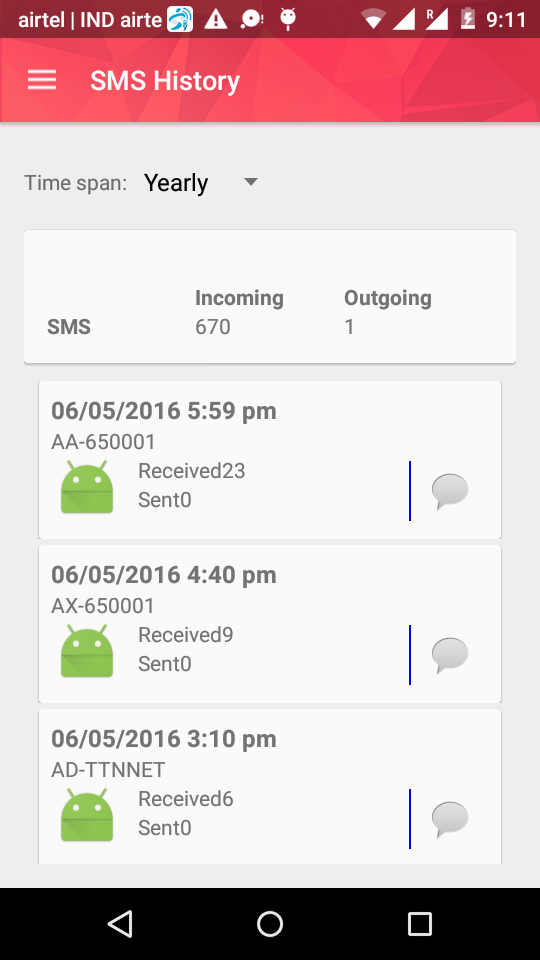 airtel | IND airte R 9:11
SMS History
Time span: Yearly
Incoming Outgoing
SMS 670 1
06/05/2016 5:59 pm
AA-650001
Received23
Sent0
06/05/2016 4:40 pm
AX-650001
Received9
Sent0
06/05/2016 3:10 pm
AD-TTNNET
Received6
Sent0